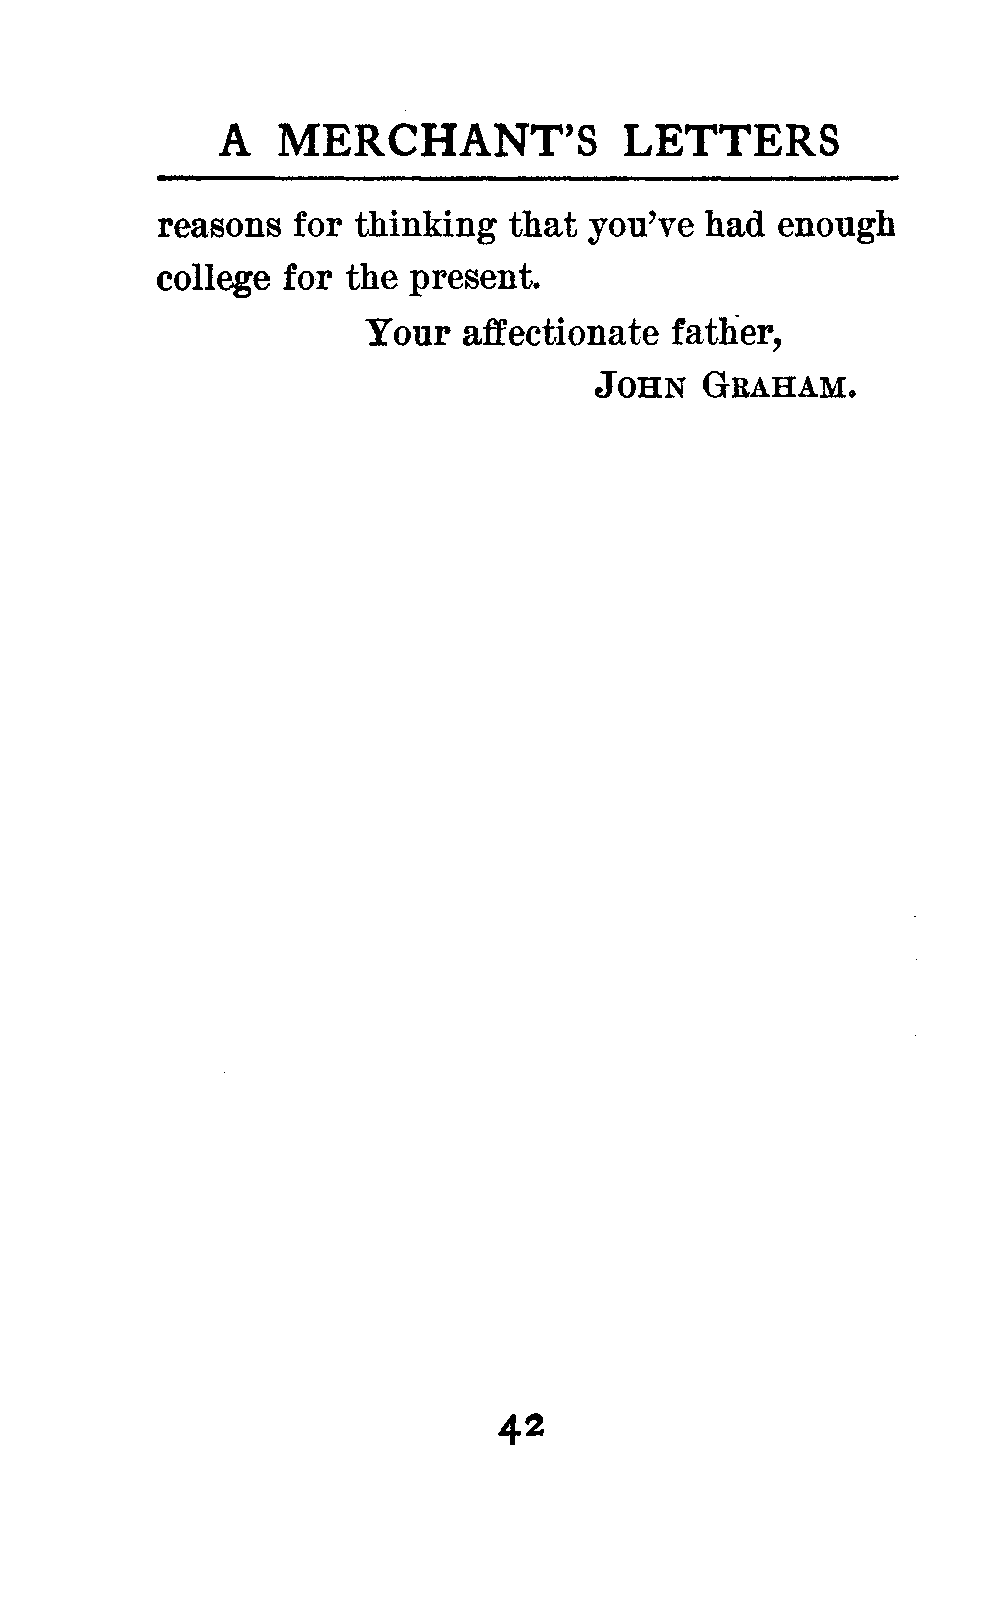 A MERCHANT'S LETTERS
reasons for thinking that you've had enough
college for the present.
Your affectionate father,
JOHN GRAHAM.
42